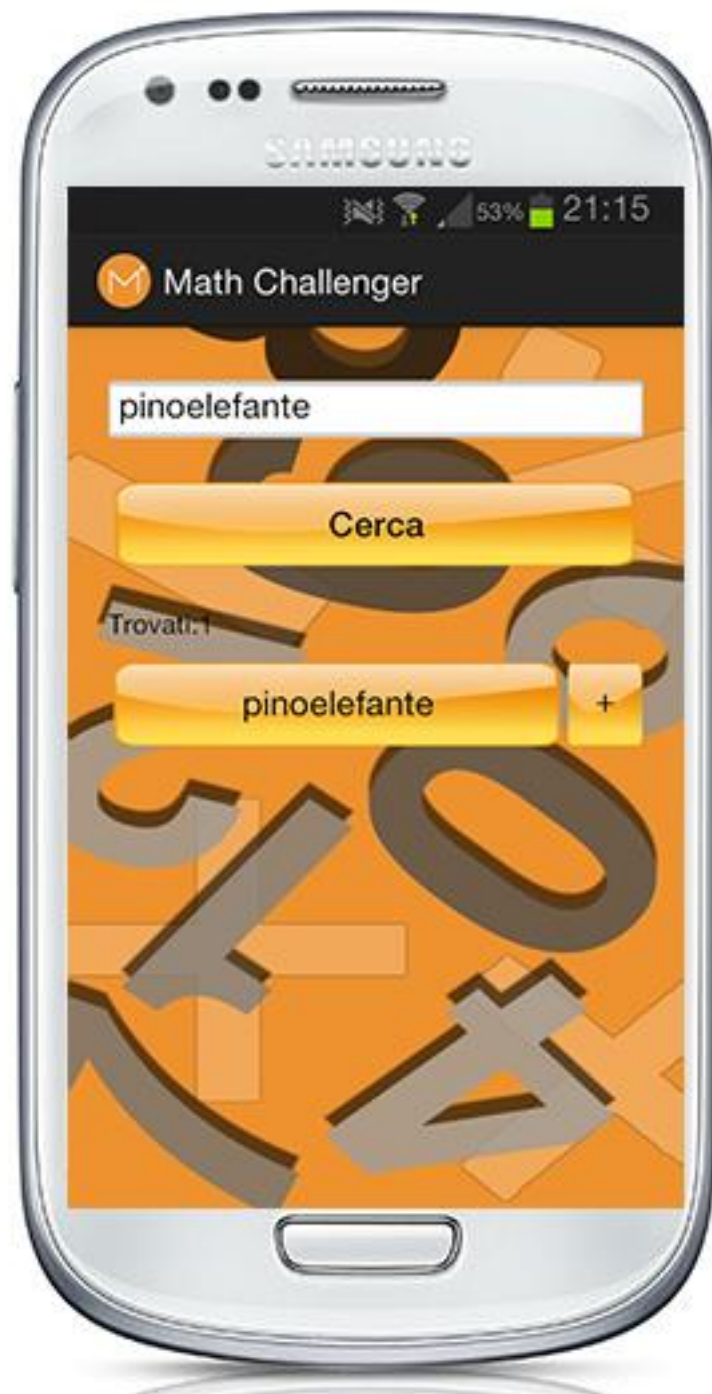 SAMSUNG
53% 21:15
Math Challenger
pinoelefante
Cerca
Trovati:1
pinoelefante +